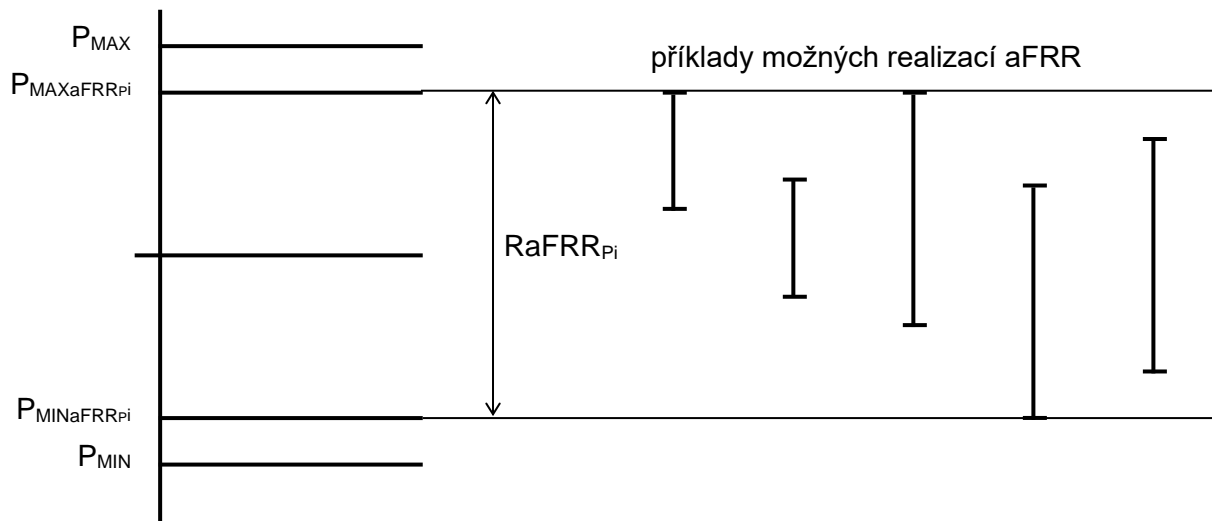 PMAX
příklady možných realizací aFRR
PMAXaFRRPi
RaFRRPi
PMINaFRRPi
PMIN